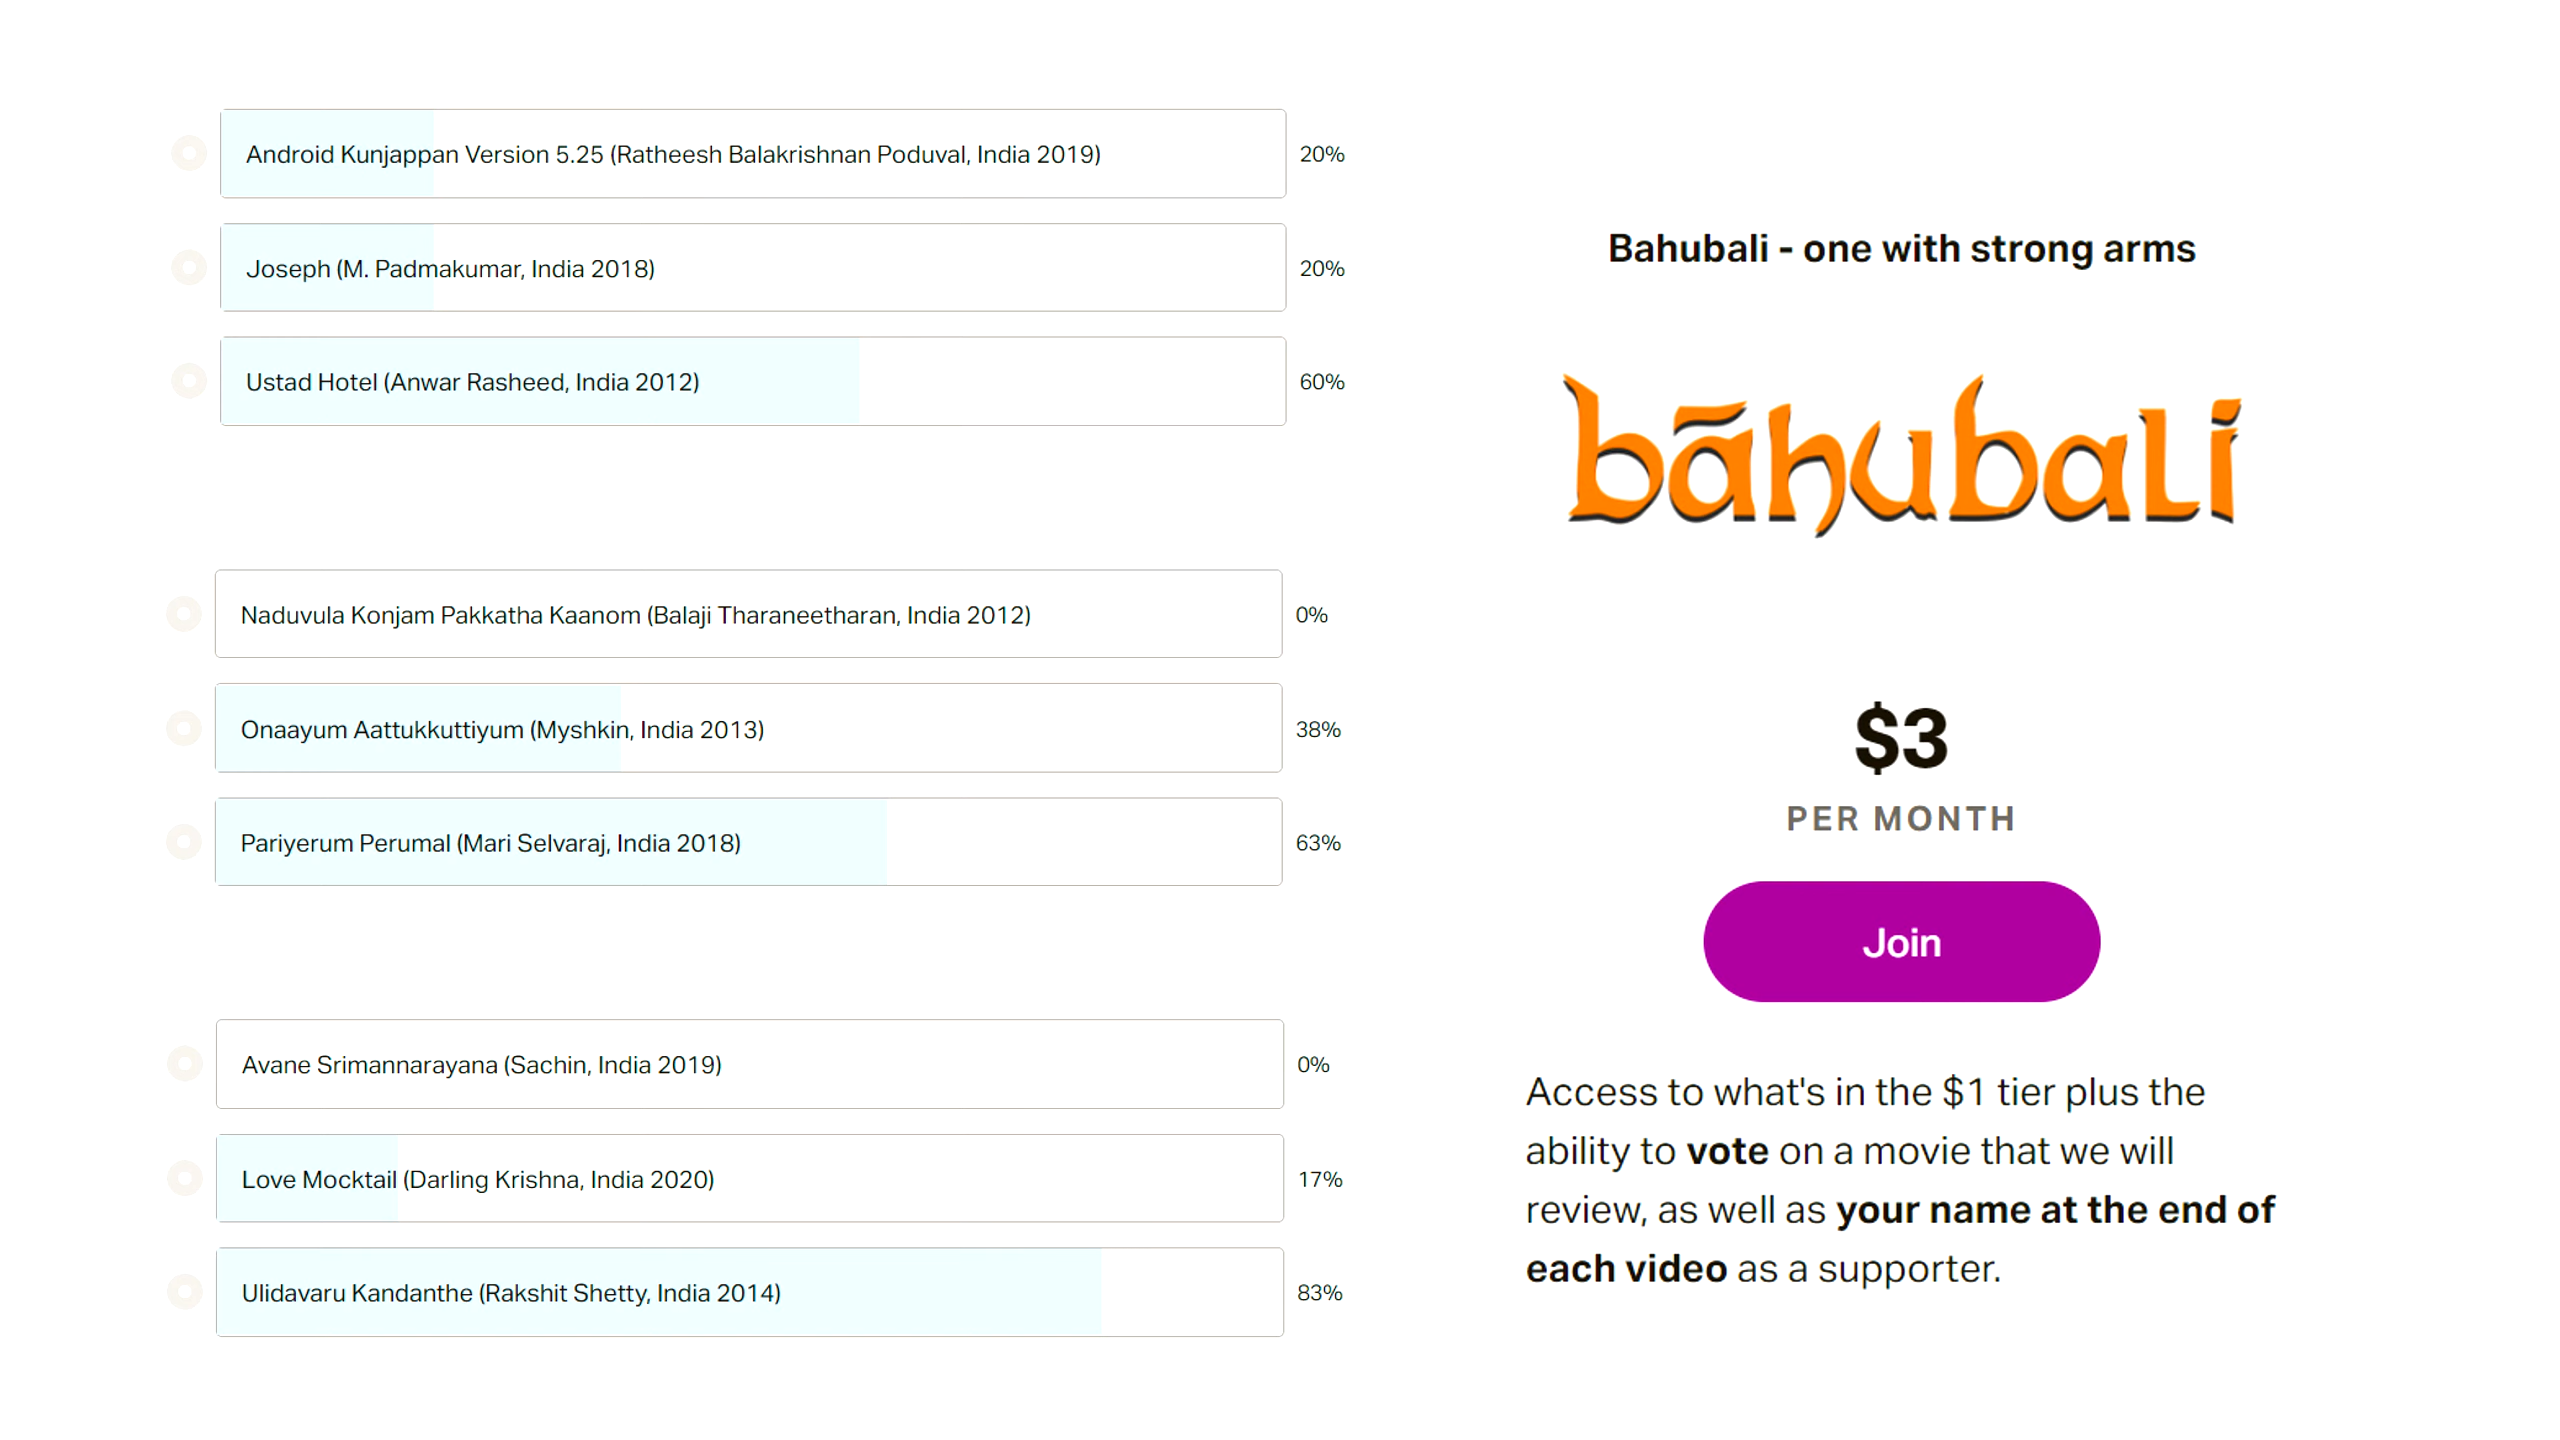 Android Kunjappan Version 5.25 (Ratheesh Balakrishnan Poduval, India 2019) 20%
Joseph (M. Padmakumar, India 2018) 20%
Ustad Hotel (Anwar Rasheed, India 2012) 60%
Naduvula Konjam Pakkatha Kaanom (Balaji Tharaneetharan, India 2012) 0%
Onaayum Aattukkuttiyum (Myshkin, India 2013) 38%
Pariyerum Perumal (Mari Selvaraj, India 2018) 63%
Avane Srimannarayana (Sachin, India 2019) 0%
Love Mocktail (Darling Krishna, India 2020) 17%
Ulidavaru Kandanthe (Rakshit Shetty, India 2014) 83%
Bahubali - one with strong arms
bāhubali
$3
PER MONTH
Join
Access to what's in the $1 tier plus the
ability to vote on a movie that we will
review, as well as your name at the end of
each video as a supporter.